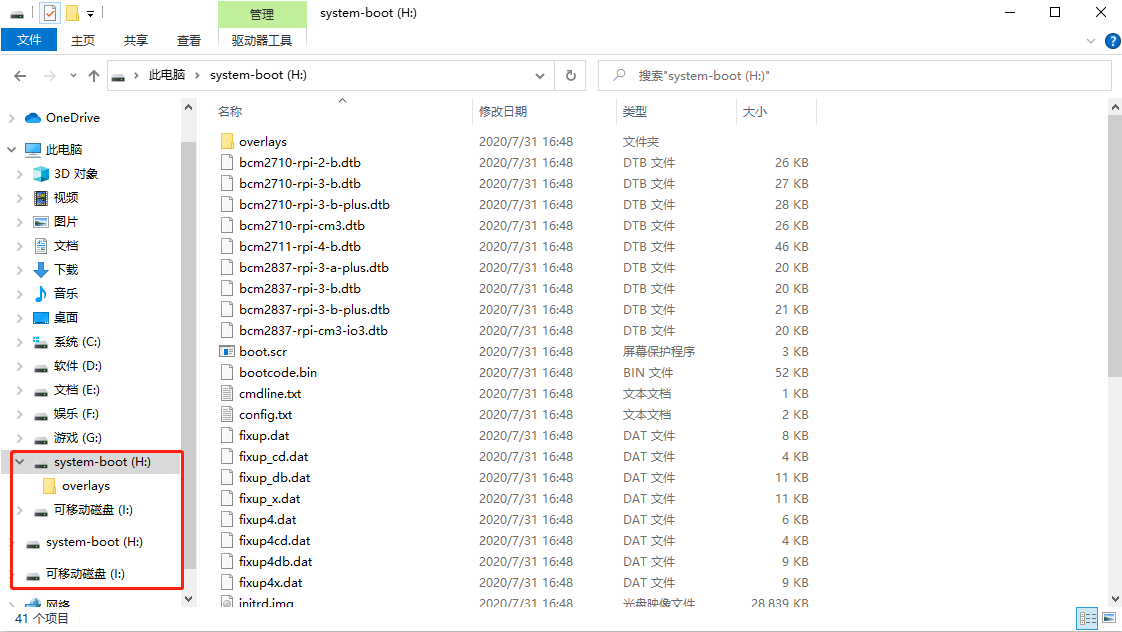 管理
system-boot (H:)
文件 主页 共享 查看 驱动器工具
此电脑 › system-boot (H:)
搜索"system-boot (H:)"
OneDrive
此电脑
3D 对象
视频
图片
文档
下载
音乐
桌面
系统 (C:)
软件 (D:)
文档 (E:)
娱乐 (F:)
游戏 (G:)
system-boot (H:)
overlays
可移动磁盘 (I:)
system-boot (H:)
可移动磁盘 (I:)
网络
名称 修改日期 类型 大小
overlays 2020/7/31 16:48 文件夹
bcm2710-rpi-2-b.dtb 2020/7/31 16:48 DTB 文件 26 KB
bcm2710-rpi-3-b.dtb 2020/7/31 16:48 DTB 文件 27 KB
bcm2710-rpi-3-b-plus.dtb 2020/7/31 16:48 DTB 文件 28 KB
bcm2710-rpi-cm3.dtb 2020/7/31 16:48 DTB 文件 26 KB
bcm2711-rpi-4-b.dtb 2020/7/31 16:48 DTB 文件 46 KB
bcm2837-rpi-3-a-plus.dtb 2020/7/31 16:48 DTB 文件 20 KB
bcm2837-rpi-3-b.dtb 2020/7/31 16:48 DTB 文件 20 KB
bcm2837-rpi-3-b-plus.dtb 2020/7/31 16:48 DTB 文件 21 KB
bcm2837-rpi-cm3-io3.dtb 2020/7/31 16:48 DTB 文件 20 KB
boot.scr 2020/7/31 16:48 屏幕保护程序 3 KB
bootcode.bin 2020/7/31 16:48 BIN 文件 52 KB
cmdline.txt 2020/7/31 16:48 文本文档 1 KB
config.txt 2020/7/31 16:48 文本文档 2 KB
fixup.dat 2020/7/31 16:48 DAT 文件 8 KB
fixup_cd.dat 2020/7/31 16:48 DAT 文件 4 KB
fixup_db.dat 2020/7/31 16:48 DAT 文件 11 KB
fixup_x.dat 2020/7/31 16:48 DAT 文件 11 KB
fixup4.dat 2020/7/31 16:48 DAT 文件 6 KB
fixup4cd.dat 2020/7/31 16:48 DAT 文件 4 KB
fixup4db.dat 2020/7/31 16:48 DAT 文件 9 KB
fixup4x.dat 2020/7/31 16:48 DAT 文件 9 KB
initrd.img 2020/7/31 16:48 光盘映像文件 28,839 KB
41 个项目